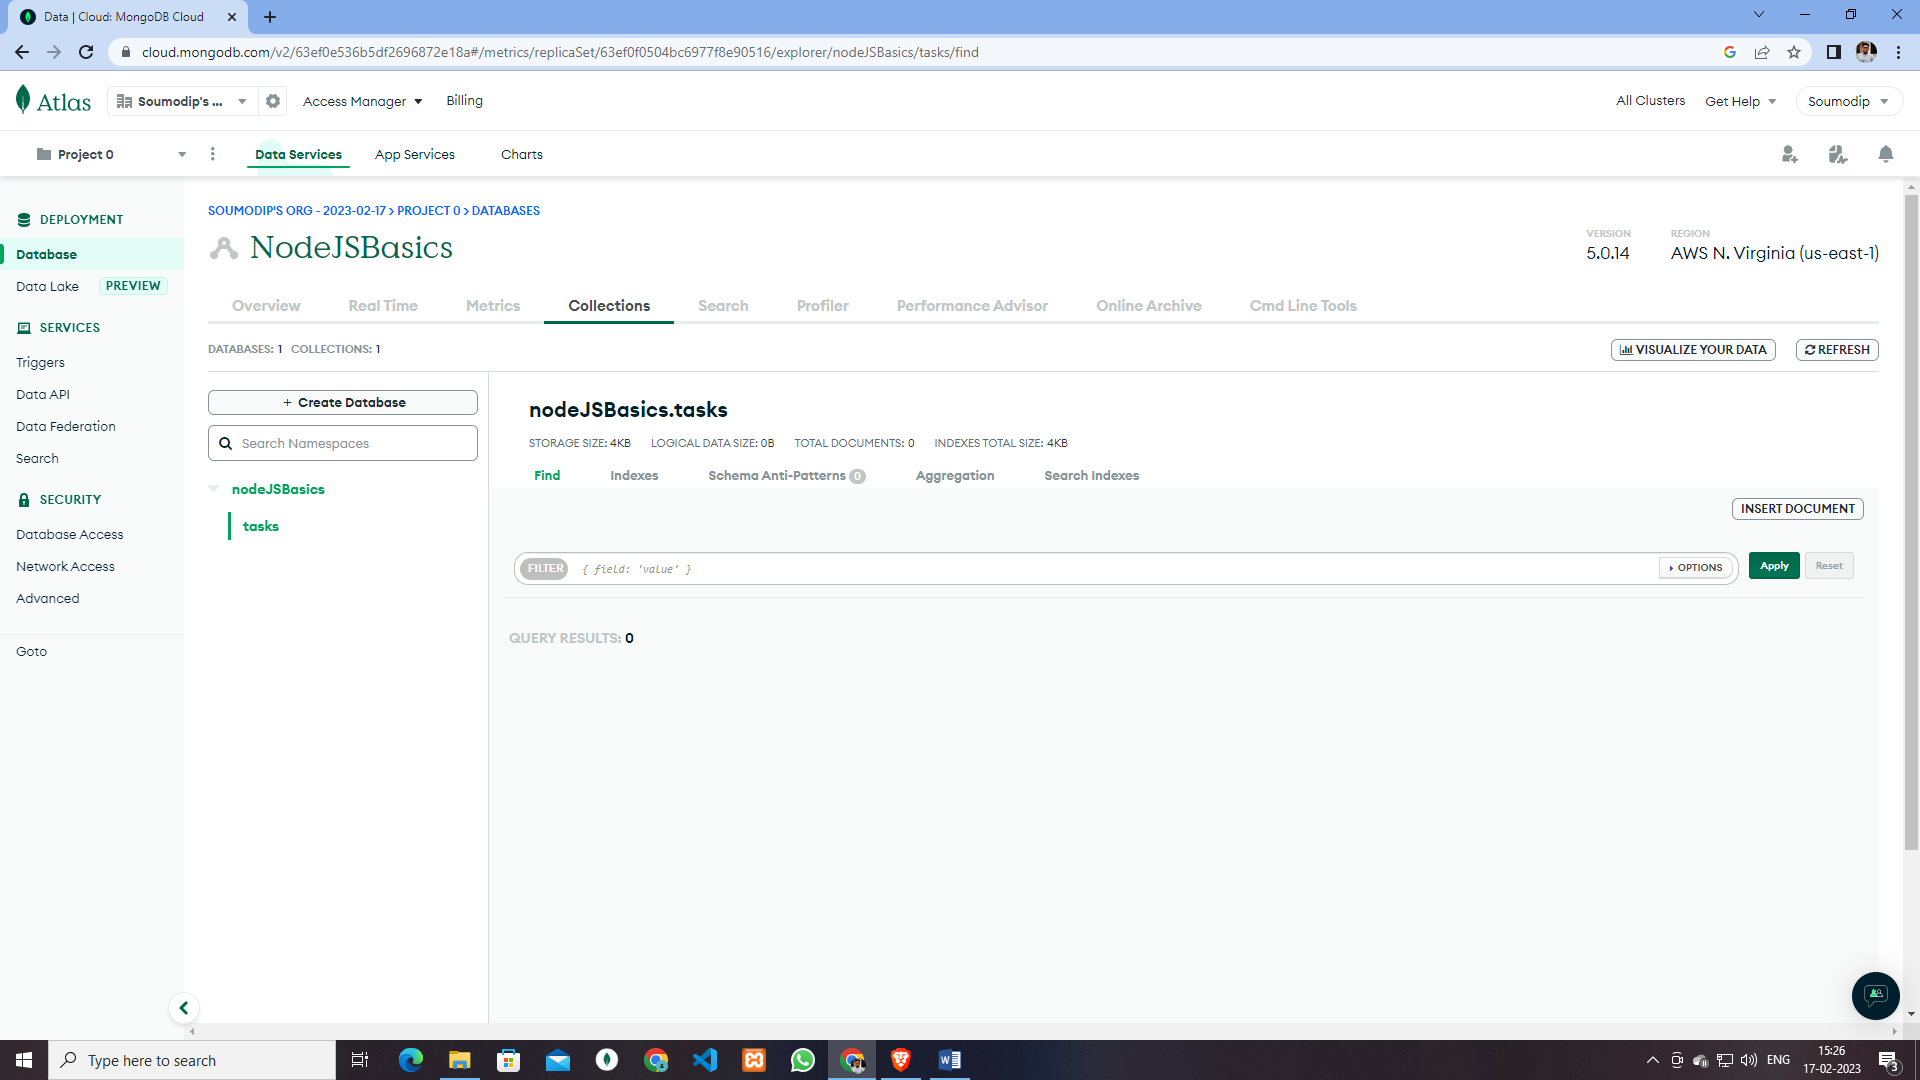 Data | Cloud: MongoDB Cloud
cloud.mongodb.com/v2/63ef0e536b5df2696872e18a#/metrics/replicaSet/63ef0f0504bc6977f8e90516/explorer/nodeJSBasics/tasks/find
Atlas
Soumodip's ...
Access Manager
Billing
All Clusters
Get Help
Soumodip
Project 0
Data Services
App Services
Charts
DEPLOYMENT
Database
Data Lake PREVIEW
SERVICES
Triggers
Data API
Data Federation
Search
SECURITY
Database Access
Network Access
Advanced
Goto
SOUMODIP'S ORG - 2023-02-17 > PROJECT 0 > DATABASES
NodeJSBasics
VERSION
5.0.14
REGION
AWS N. Virginia (us-east-1)
Overview
Real Time
Metrics
Collections
Search
Profiler
Performance Advisor
Online Archive
Cmd Line Tools
DATABASES: 1 COLLECTIONS: 1
VISUALIZE YOUR DATA
REFRESH
+ Create Database
Search Namespaces
nodeJSBasics
tasks
nodeJSBasics.tasks
STORAGE SIZE: 4KB LOGICAL DATA SIZE: 0B TOTAL DOCUMENTS: 0 INDEXES TOTAL SIZE: 4KB
Find
Indexes
Schema Anti-Patterns 0
Aggregation
Search Indexes
INSERT DOCUMENT
FILTER { field: 'value' }
OPTIONS
Apply
Reset
QUERY RESULTS: 0
Type here to search
ENG
15:26
17-02-2023
3